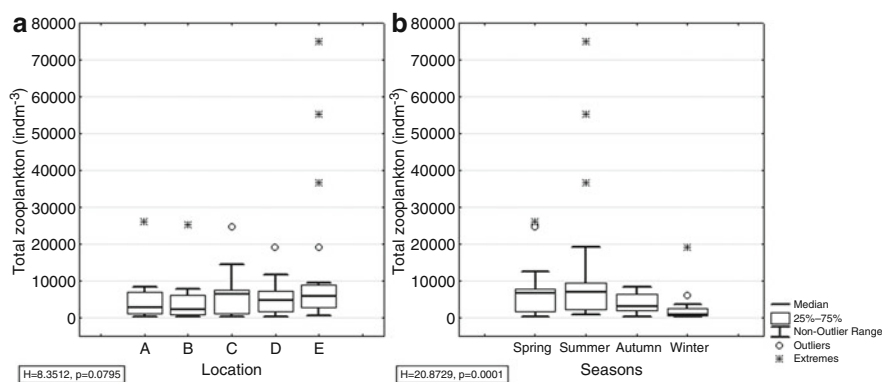 a
Total zooplankton (indm-3)
80000
70000
60000
50000
40000
30000
20000
10000
0
A B C D E
Location
H=8.3512, p=0.0795
b
Total zooplankton (indm-3)
80000
70000
60000
50000
40000
30000
20000
10000
0
Spring Summer Autumn Winter
Seasons
H=20.8729, p=0.0001
Median
25%–75%
Non-Outlier Range
Outliers
Extremes